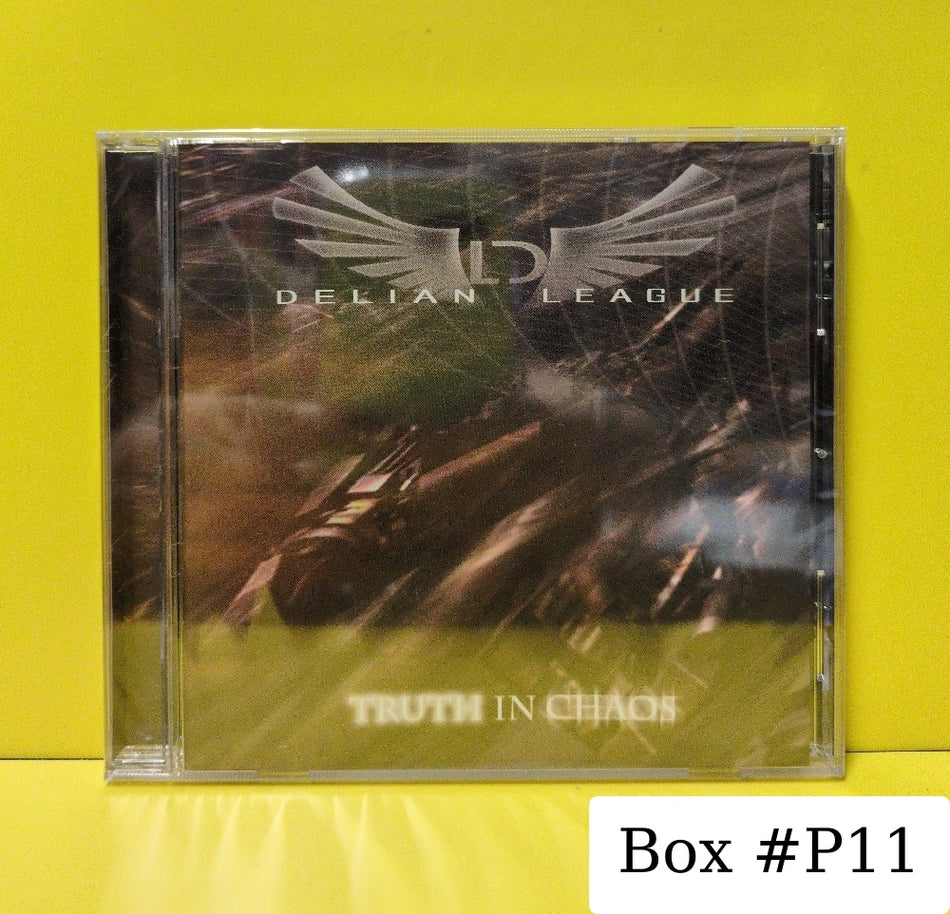 LD
DELIAN LEAGUE
TRUTH IN CHAOS
Box #P11